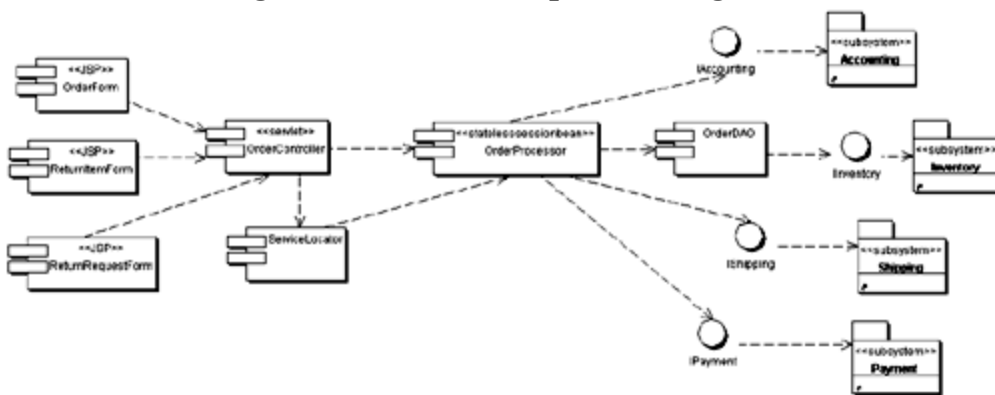 <<JSP>>
OrderForm
<<JSP>>
ReturnItemForm
<<JSP>>
ReturnRequestForm
<<servlet>>
OrderController
ServiceLocator
<<statelesssessionbean>>
OrderProcessor
OrderDAO
IAccounting
<<subsystem>>
Accounting
IInventory
<<subsystem>>
Inventory
IShipping
<<subsystem>>
Shipping
IPayment
<<subsystem>>
Payment